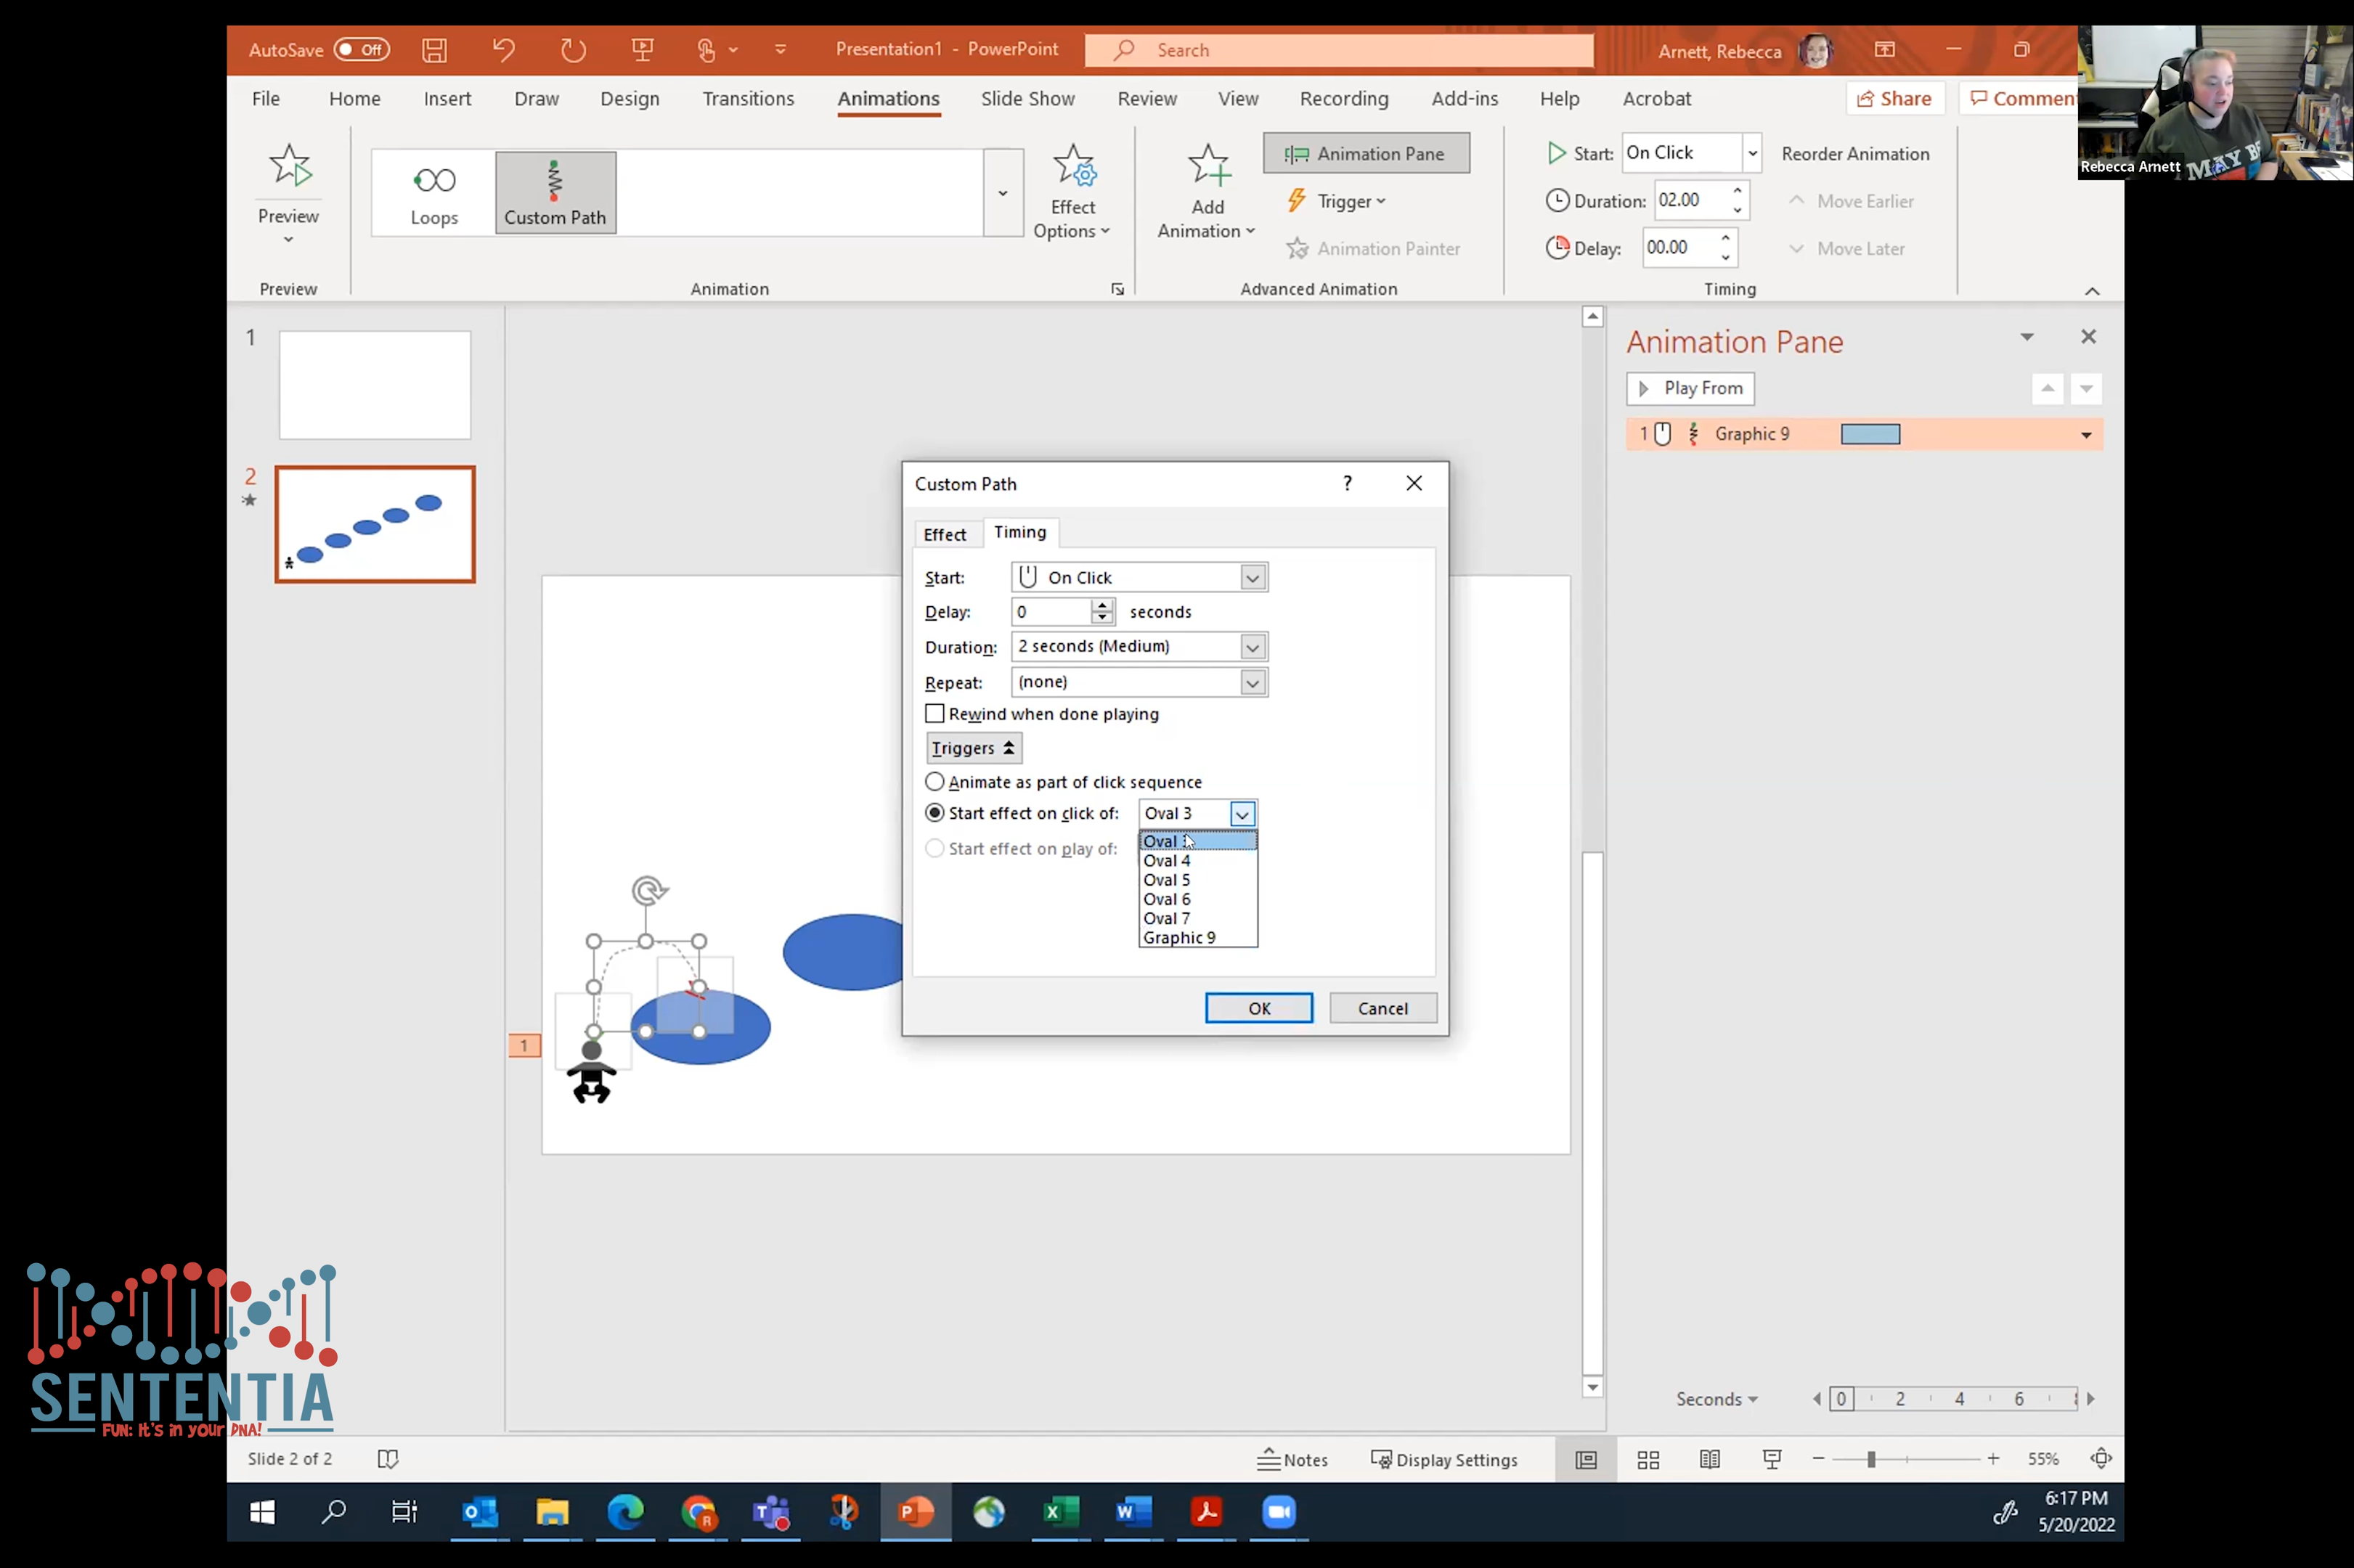 AutoSave Off Presentation1 - PowerPoint Search Arnett, Rebecca
File Home Insert Draw Design Transitions Animations Slide Show Review View Recording Add-ins Help Acrobat Share Commen
Preview
Preview
Loops
Custom Path
Animation
Effect
Options
Add
Animation
Animation Pane
Trigger
Animation Painter
Advanced Animation
Start: On Click
Duration: 02.00
Delay: 00.00
Timing
Reorder Animation
Move Earlier
Move Later
MAY BE
Rebecca Arnett
1
2
Animation Pane
Play From
1 Graphic 9
Custom Path ?
Effect Timing
Start: On Click
Delay: 0 seconds
Duration: 2 seconds (Medium)
Repeat: (none)
Rewind when done playing
Triggers
Animate as part of click sequence
Start effect on click of: Oval 3
Start effect on play of:
Oval
Oval 4
Oval 5
Oval 6
Oval 7
Graphic 9
OK Cancel
1
Seconds 0 2 4 6
SENTENTIA
FUN: It's in your DNA!
Slide 2 of 2 Notes Display Settings 55%
6:17 PM
5/20/2022